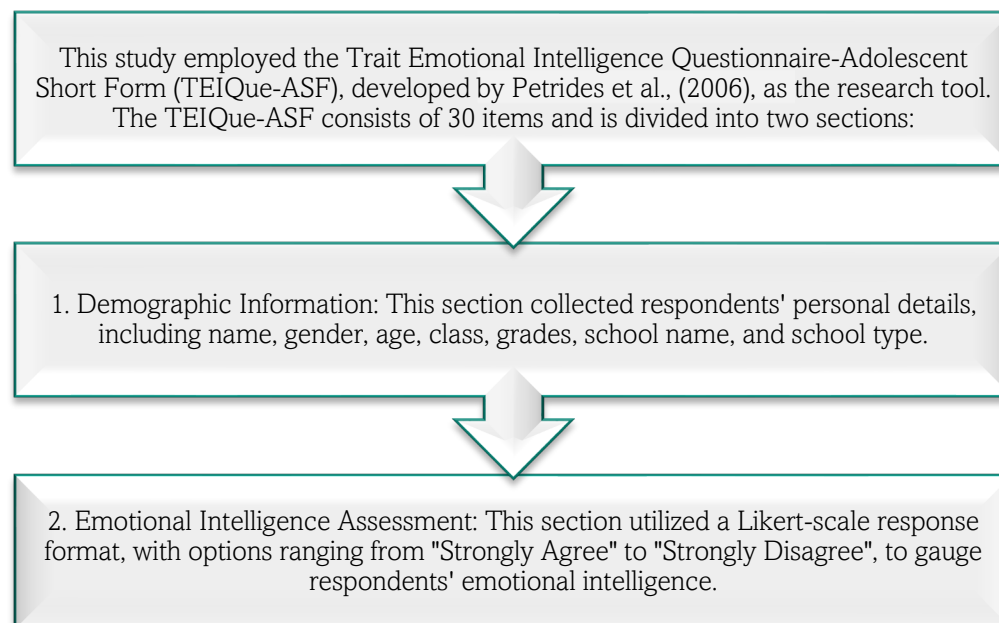 This study employed the Trait Emotional Intelligence Questionnaire-Adolescent
Short Form (TEIQue-ASF), developed by Petrides et al., (2006), as the research tool.
The TEIQue-ASF consists of 30 items and is divided into two sections:
1. Demographic Information: This section collected respondents' personal details,
including name, gender, age, class, grades, school name, and school type.
2. Emotional Intelligence Assessment: This section utilized a Likert-scale response
format, with options ranging from "Strongly Agree" to "Strongly Disagree", to gauge
respondents' emotional intelligence.